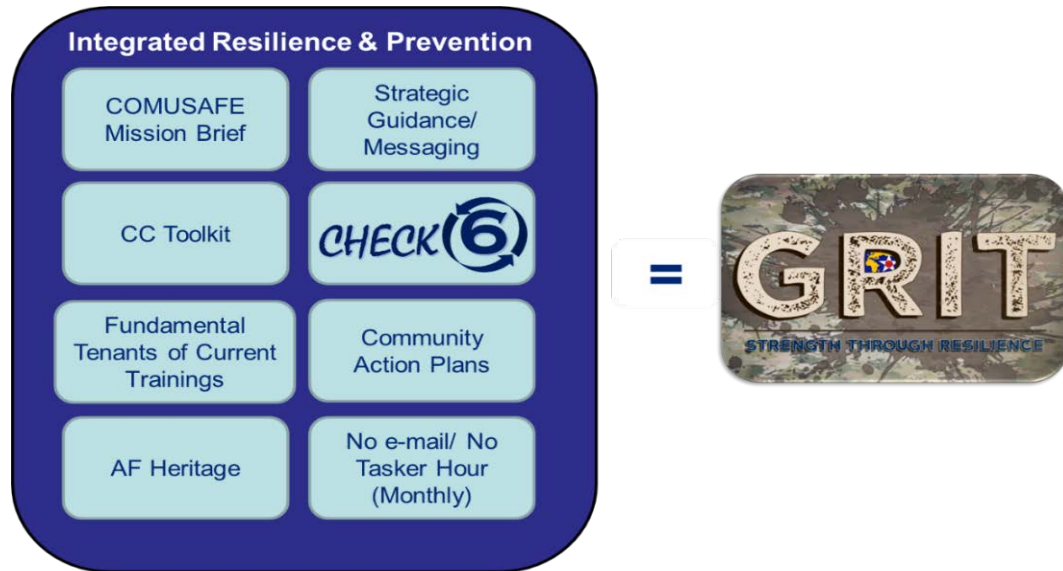 Integrated Resilience & Prevention
COMUSAFE
Mission Brief
Strategic
Guidance/
Messaging
CC Toolkit
CHECK 6
Fundamental
Tenants of Current
Trainings
Community
Action Plans
AF Heritage
No e-mail/ No
Tasker Hour
(Monthly)
=
GRIT
STRENGTH THROUGH RESILIENCE